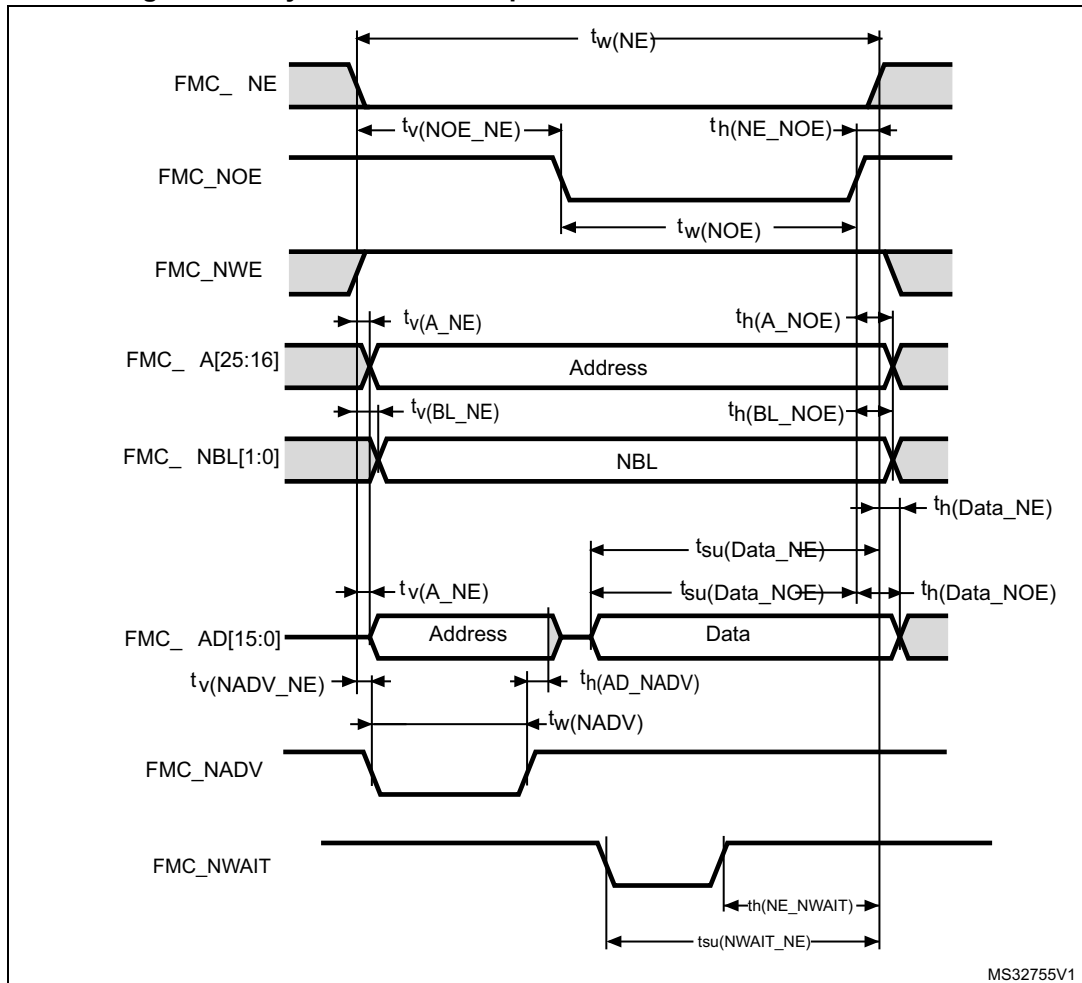 tw(NE)
FMC_ NE
tv(NOE_NE)
th(NE_NOE)
FMC_NOE
tw(NOE)
FMC_NWE
tv(A_NE)
th(A_NOE)
FMC_ A[25:16]
Address
tv(BL_NE)
th(BL_NOE)
FMC_ NBL[1:0]
NBL
th(Data_NE)
tsu(Data_NE)
tv(A_NE)
tsu(Data_NOE)
th(Data_NOE)
FMC_ AD[15:0]
Address
Data
tv(NADV_NE)
th(AD_NADV)
tw(NADV)
FMC_NADV
FMC_NWAIT
th(NE_NWAIT)
tsu(NWAIT_NE)
MS32755V1